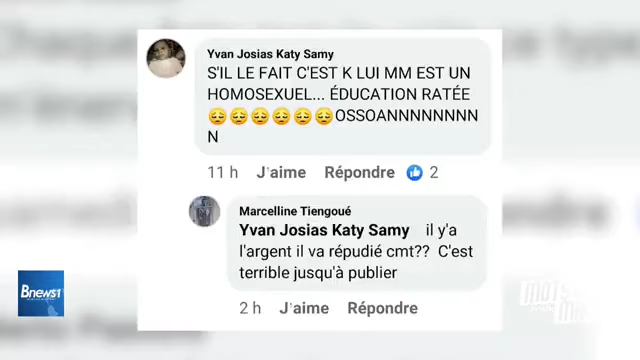 Yvan Josias Katy Samy
S'IL LE FAIT C'EST K LUI MM EST UN
HOMOSEXUEL... ÉDUCATION RATÉE
😔😔😔😔😔😔OSSOANNNNNNNN
N
11 h J'aime Répondre 2
Marcelline Tiengoué
Yvan Josias Katy Samy il y'a
l'argent il va répudié cmt?? C'est
terrible jusqu'à publier
2 h J'aime Répondre
Bnews1